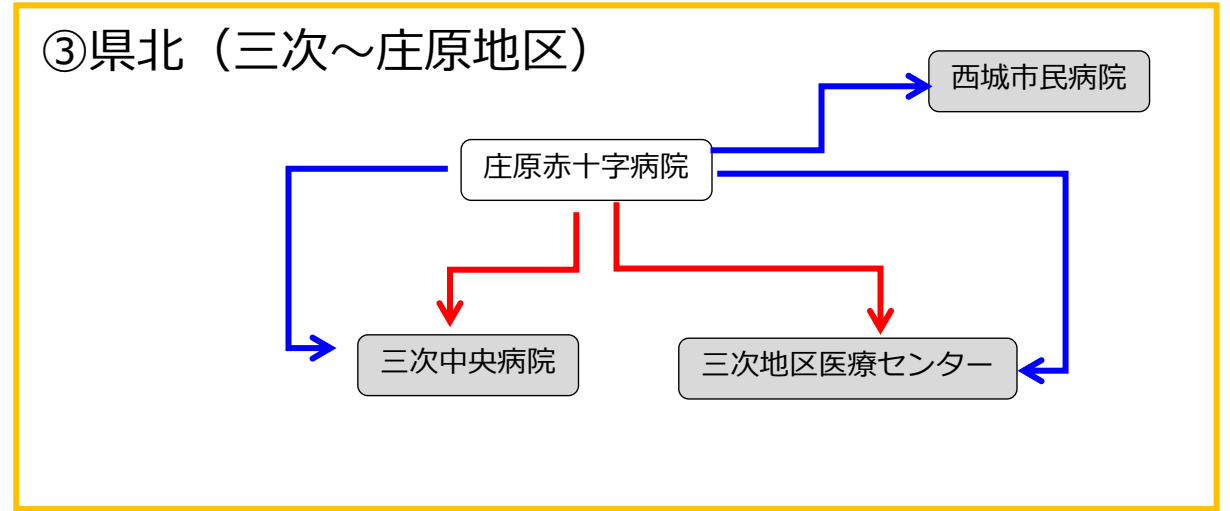 ③県北（三次～庄原地区）
西城市民病院
庄原赤十字病院
三次中央病院
三次地区医療センター